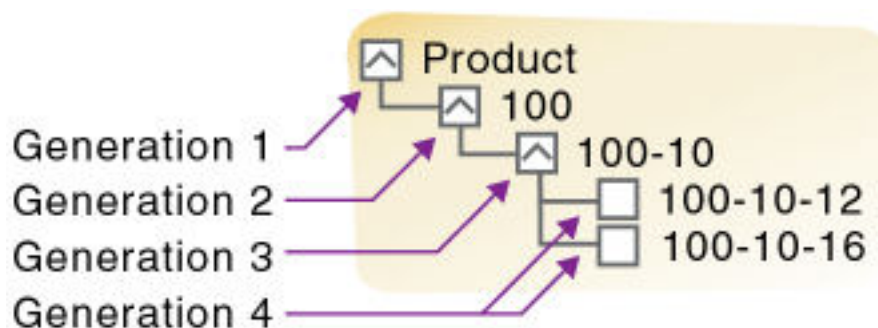 Product
100
Generation 1
100-10
Generation 2
100-10-12
Generation 3
100-10-16
Generation 4